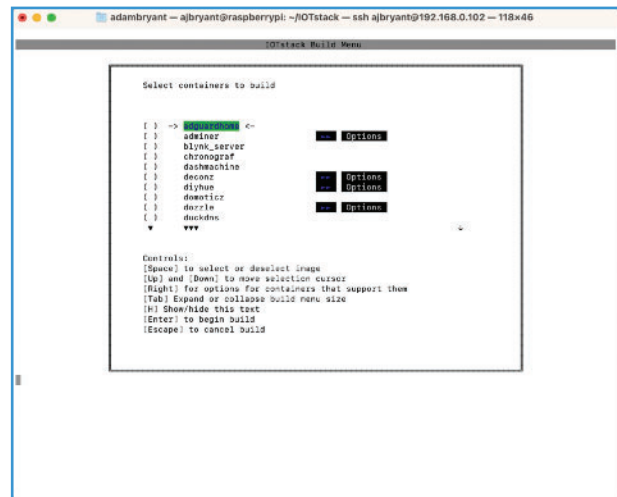 adambryant — ajbryant@raspberrypi: ~/IOTstack — ssh ajbryant@192.168.0.102 — 118×46
IOTstack Build Menu
Select containers to build
[ ] -> adguardhome <-
[ ] adminer Options
[ ] blynk_server
[ ] chronograf
[ ] dashmachine
[ ] deconz Options
[ ] diyhue Options
[ ] domoticz
[ ] dozzle Options
[ ] duckdns
Controls:
[Space] to select or deselect image
[Up] and [Down] to move selection cursor
[Right] for options for containers that support them
[Tab] Expand or collapse build menu size
[H] Show/hide this text
[Enter] to begin build
[Escape] to cancel build